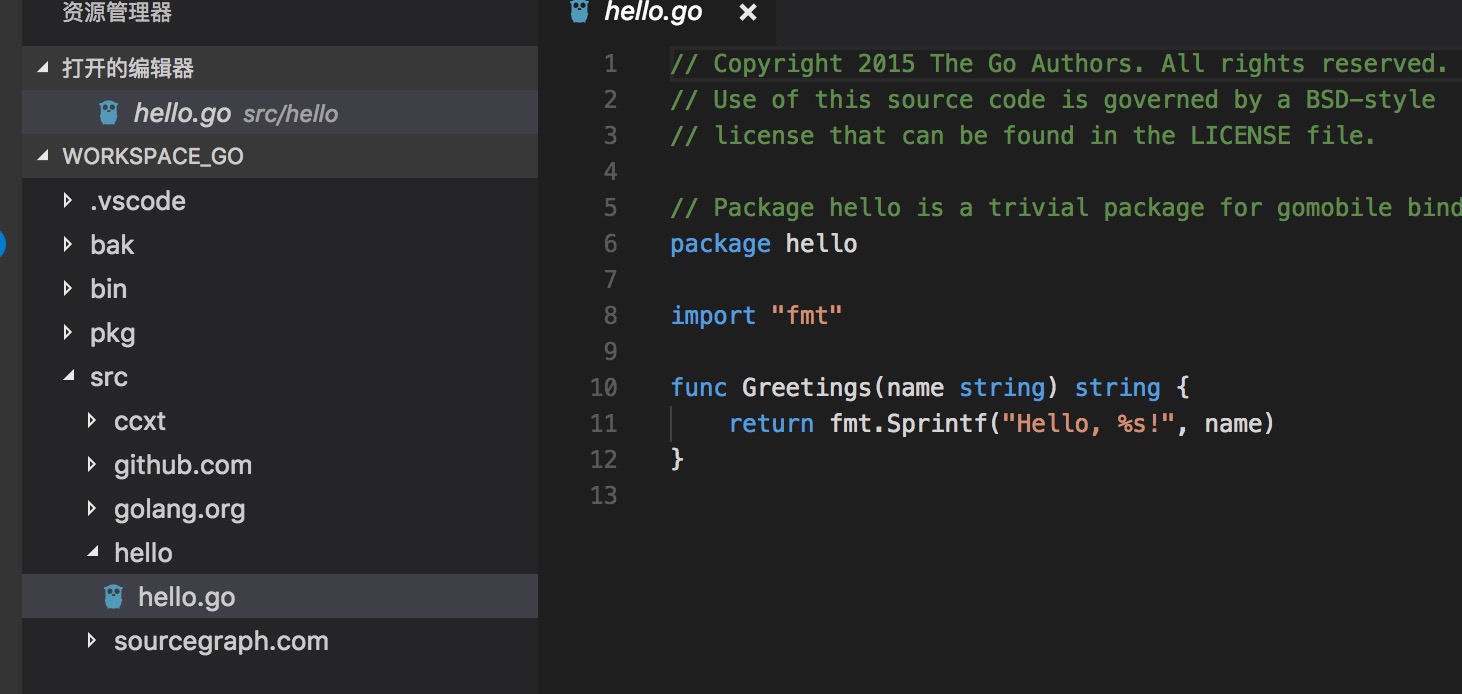 资源管理器
打开的编辑器
hello.go src/hello
WORKSPACE_GO
.vscode
bak
bin
pkg
src
ccxt
github.com
golang.org
hello
hello.go
sourcegraph.com
hello.go ×
1 // Copyright 2015 The Go Authors. All rights reserved.
2 // Use of this source code is governed by a BSD-style
3 // license that can be found in the LICENSE file.
4
5 // Package hello is a trivial package for gomobile bind
6 package hello
7
8 import "fmt"
9
10 func Greetings(name string) string {
11     return fmt.Sprintf("Hello, %s!", name)
12 }
13